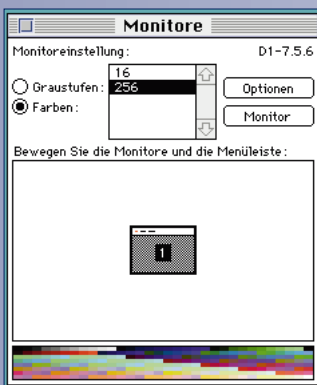 Monitore
Monitoreinstellung: D1-7.5.6
16
256
Graustufen:
Farben:
Optionen
Monitor
Bewegen Sie die Monitore und die Menüleiste:
1